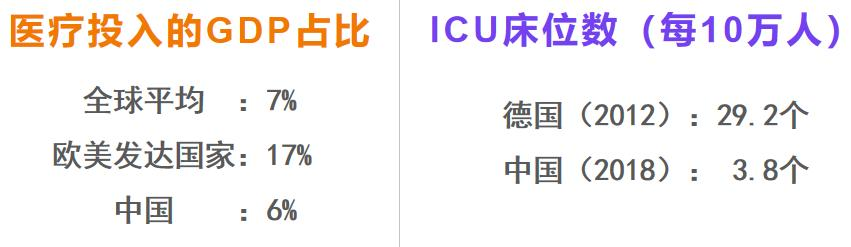 医疗投入的GDP占比
全球平均 ：7%
欧美发达国家：17%
中国 ：6%
ICU床位数（每10万人）
德国（2012）：29.2个
中国（2018）： 3.8个